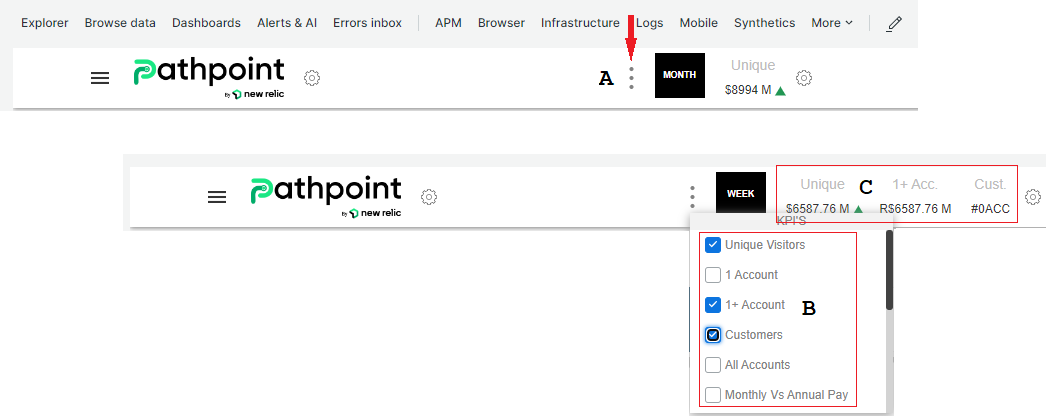 Explorer Browse data Dashboards Alerts & AI Errors inbox APM Browser Infrastructure Logs Mobile Synthetics More
Pathpoint
By new relic
A
MONTH
Unique
$8994 M
Pathpoint
By new relic
WEEK
Unique C 1+ Acc. Cust.
$6587.76 M R$6587.76 M #0ACC
KPI'S
Unique Visitors
1 Account
1+ Account B
Customers
All Accounts
Monthly Vs Annual Pay